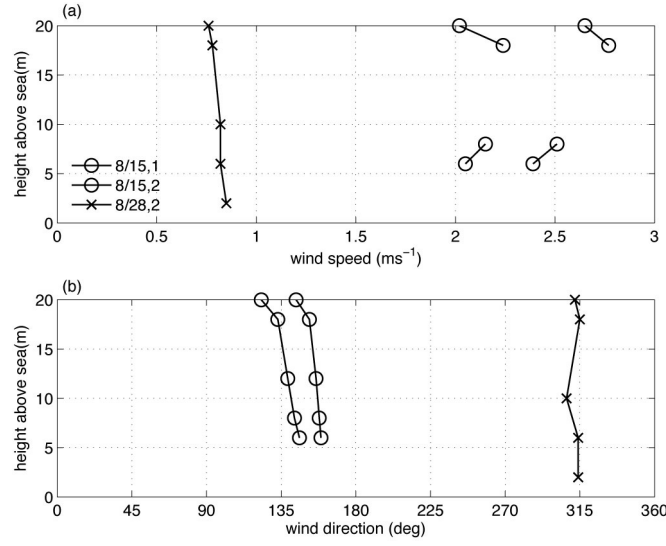 (a)
20
15
10
5
0
height above sea(m)
8/15,1
8/15,2
8/28,2
0 0.5 1 1.5 2 2.5 3
wind speed (ms⁻¹)
(b)
20
15
10
5
0
height above sea(m)
0 45 90 135 180 225 270 315 360
wind direction (deg)